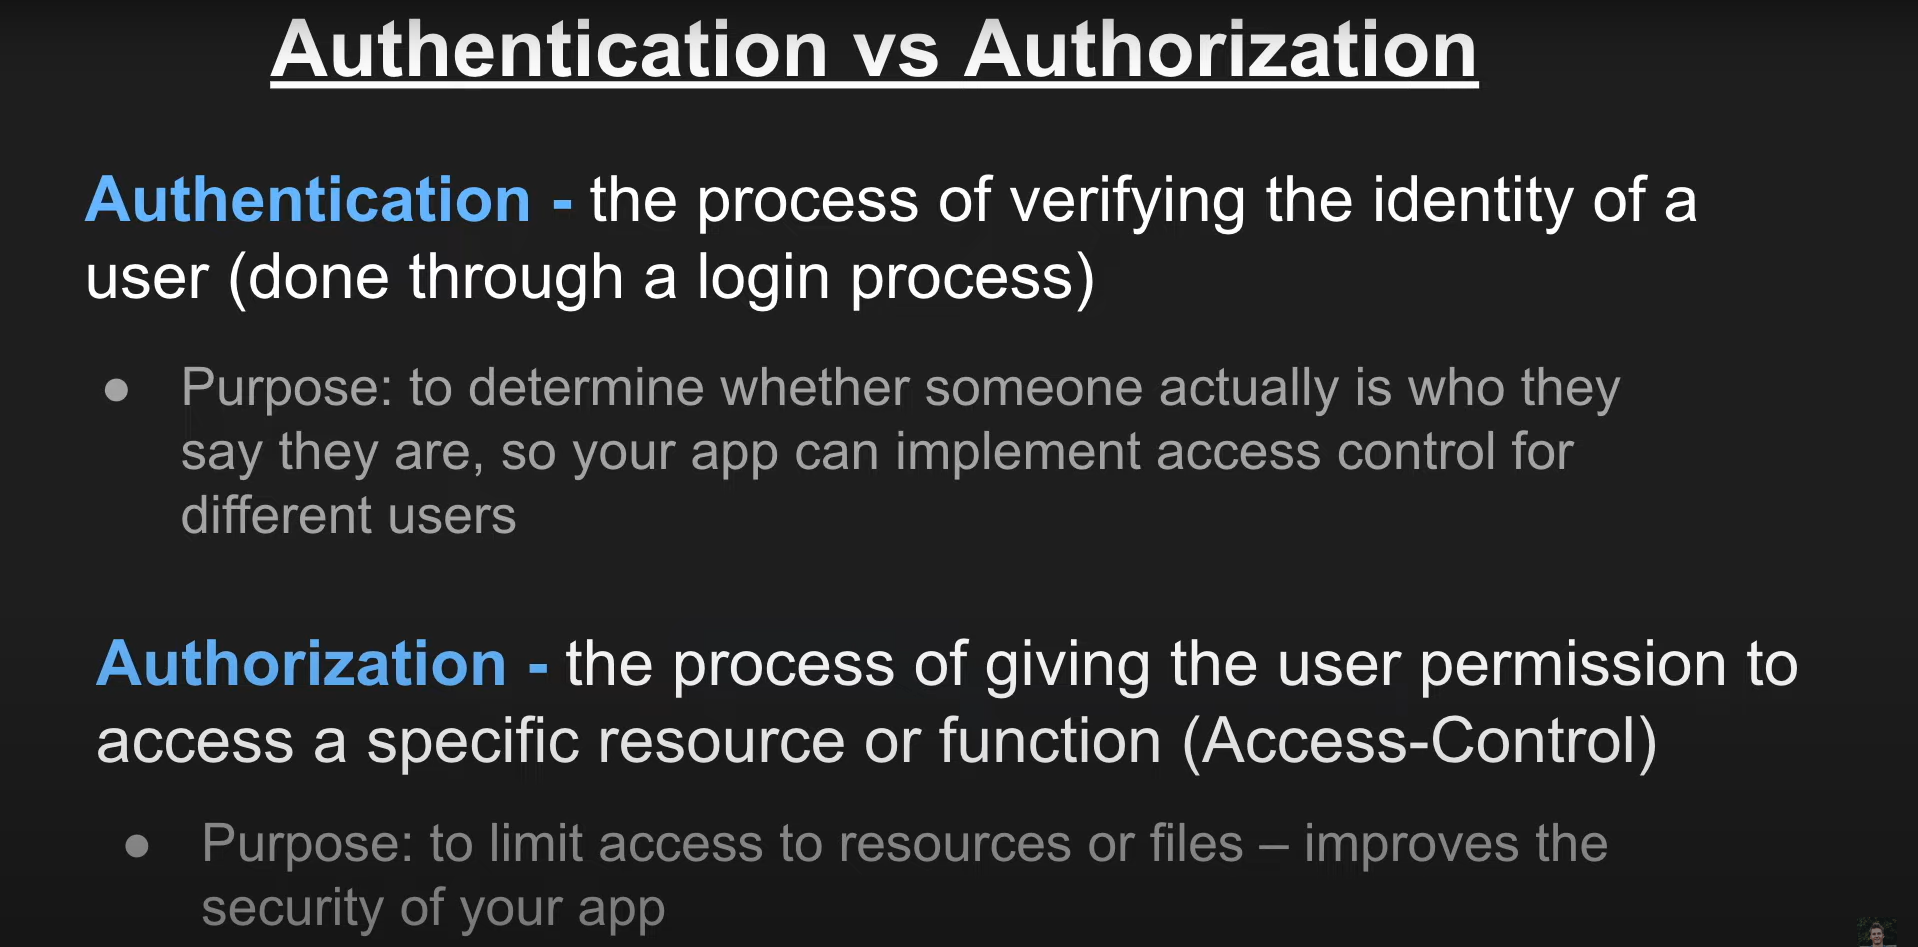 Authentication vs Authorization
Authentication - the process of verifying the identity of a
user (done through a login process)
● Purpose: to determine whether someone actually is who they
say they are, so your app can implement access control for
different users
Authorization - the process of giving the user permission to
access a specific resource or function (Access-Control)
● Purpose: to limit access to resources or files – improves the
security of your app